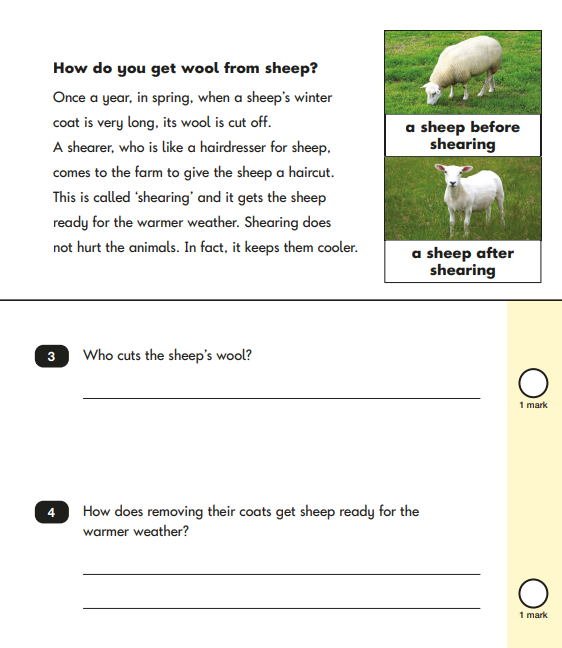 How do you get wool from sheep?
Once a year, in spring, when a sheep's winter
coat is very long, its wool is cut off.
A shearer, who is like a hairdresser for sheep,
comes to the farm to give the sheep a haircut.
This is called 'shearing' and it gets the sheep
ready for the warmer weather. Shearing does
not hurt the animals. In fact, it keeps them cooler.
a sheep before
shearing
a sheep after
shearing
3 Who cuts the sheep's wool?
1 mark
4 How does removing their coats get sheep ready for the
warmer weather?
1 mark